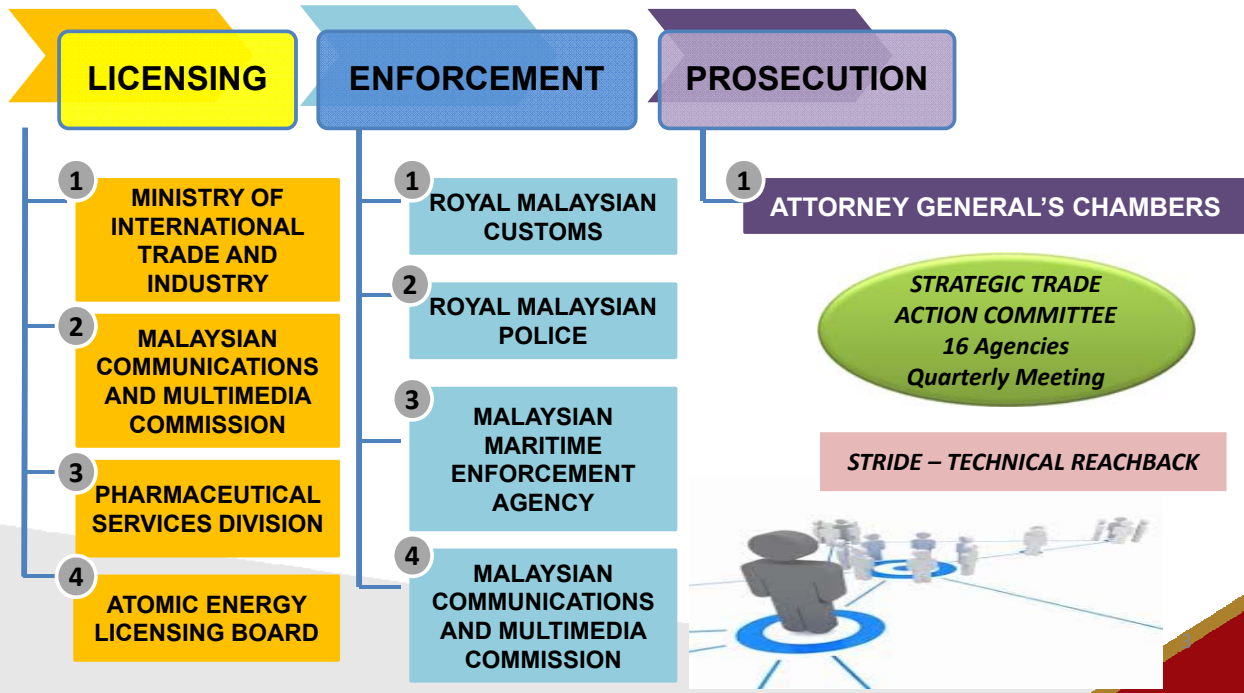 LICENSING
1
MINISTRY OF
INTERNATIONAL
TRADE AND
INDUSTRY
2
MALAYSIAN
COMMUNICATIONS
AND MULTIMEDIA
COMMISSION
3
PHARMACEUTICAL
SERVICES DIVISION
4
ATOMIC ENERGY
LICENSING BOARD
ENFORCEMENT
1
ROYAL MALAYSIAN
CUSTOMS
2
ROYAL MALAYSIAN
POLICE
3
MALAYSIAN
MARITIME
ENFORCEMENT
AGENCY
4
MALAYSIAN
COMMUNICATIONS
AND MULTIMEDIA
COMMISSION
PROSECUTION
1
ATTORNEY GENERAL'S CHAMBERS
STRATEGIC TRADE
ACTION COMMITTEE
16 Agencies
Quarterly Meeting
STRIDE – TECHNICAL REACHBACK